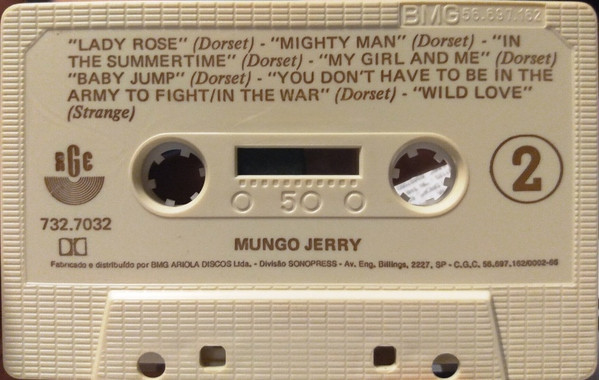 BMG 56.697.162
"LADY ROSE" (Dorset) - "MIGHTY MAN" (Dorset) - "IN
THE SUMMERTIME" (Dorset) - "MY GIRL AND ME" (Dorset)
"BABY JUMP" (Dorset) - "YOU DON'T HAVE TO BE IN THE
ARMY TO FIGHT/IN THE WAR" (Dorset) - "WILD LOVE"
(Strange)
RGE
2
50
732.7032
MUNGO JERRY
Fabricado e distribuído por BMG ARIOLA DISCOS Ltda. - Divisão SONOPRESS - Av. Eng. Billings, 2227, SP - C.G.C. 56.697.162/0002-66